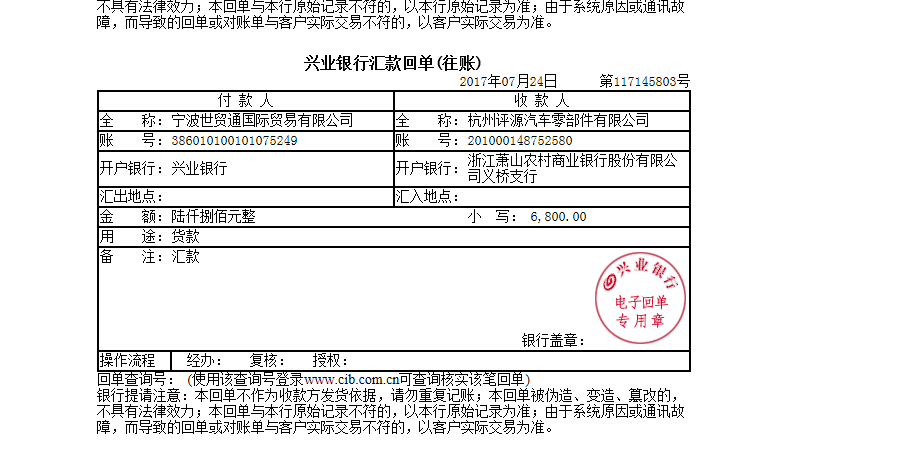 不具有法律效力；本回单与本行原始记录不符的，以本行原始记录为准；由于系统原因或通讯故
障，而导致的回单或对账单与客户实际交易不符的，以客户实际交易为准。
兴业银行汇款回单(往账)
2017年07月24日 第117145803号
付 款 人 收 款 人
全 称：宁波世贸通国际贸易有限公司 全 称：杭州评源汽车零部件有限公司
账 号：386010100101075249 账 号：201000148752580
开户银行：兴业银行 开户银行：浙江萧山农村商业银行股份有限公
司义桥支行
汇出地点： 汇入地点：
金 额：陆仟捌佰元整 小 写： 6,800.00
用 途：货款
备 注：汇款
兴业银行
电子回单
专用章
银行盖章：
操作流程 经办： 复核： 授权：
回单查询号： (使用该查询号登录www.cib.com.cn可查询核实该笔回单)
银行提请注意：本回单不作为收款方发货依据，请勿重复记账；本回单被伪造、变造、篡改的，
不具有法律效力；本回单与本行原始记录不符的，以本行原始记录为准；由于系统原因或通讯故
障，而导致的回单或对账单与客户实际交易不符的，以客户实际交易为准。